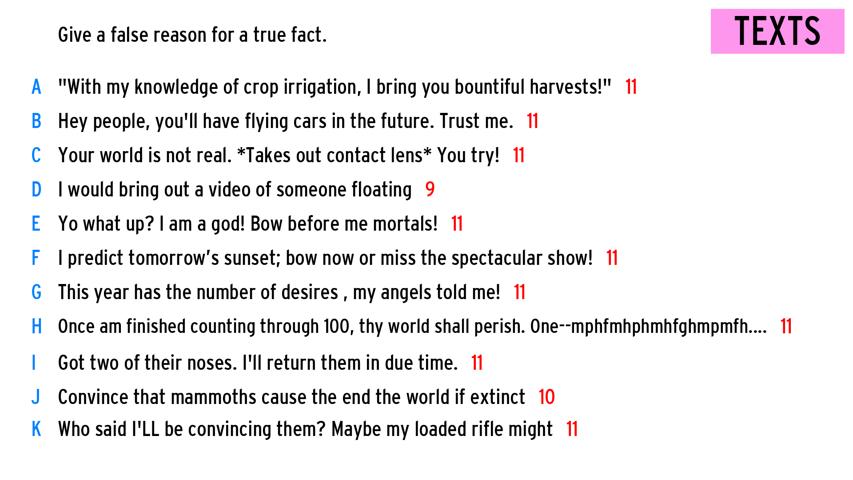 Give a false reason for a true fact.
TEXTS
A "With my knowledge of crop irrigation, I bring you bountiful harvests!" 11
B Hey people, you'll have flying cars in the future. Trust me. 11
C Your world is not real. *Takes out contact lens* You try! 11
D I would bring out a video of someone floating 9
E Yo what up? I am a god! Bow before me mortals! 11
F I predict tomorrow’s sunset; bow now or miss the spectacular show! 11
G This year has the number of desires , my angels told me! 11
H Once am finished counting through 100, thy world shall perish. One--mphfmhphmhfghmpmfh.... 11
I Got two of their noses. I'll return them in due time. 11
J Convince that mammoths cause the end the world if extinct 10
K Who said I'LL be convincing them? Maybe my loaded rifle might 11